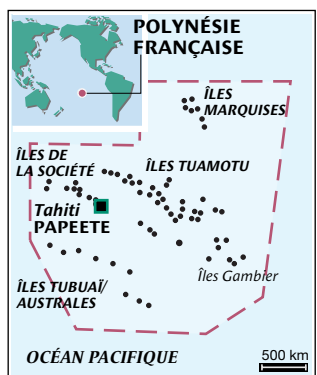 POLYNÉSIE
FRANÇAISE
ÎLES
MARQUISES
ÎLES DE
LA SOCIÉTÉ
ÎLES TUAMOTU
Tahiti
PAPEETE
Îles Gambier
ÎLES TUBUAÏ/
AUSTRALES
OCÉAN PACIFIQUE
500 km